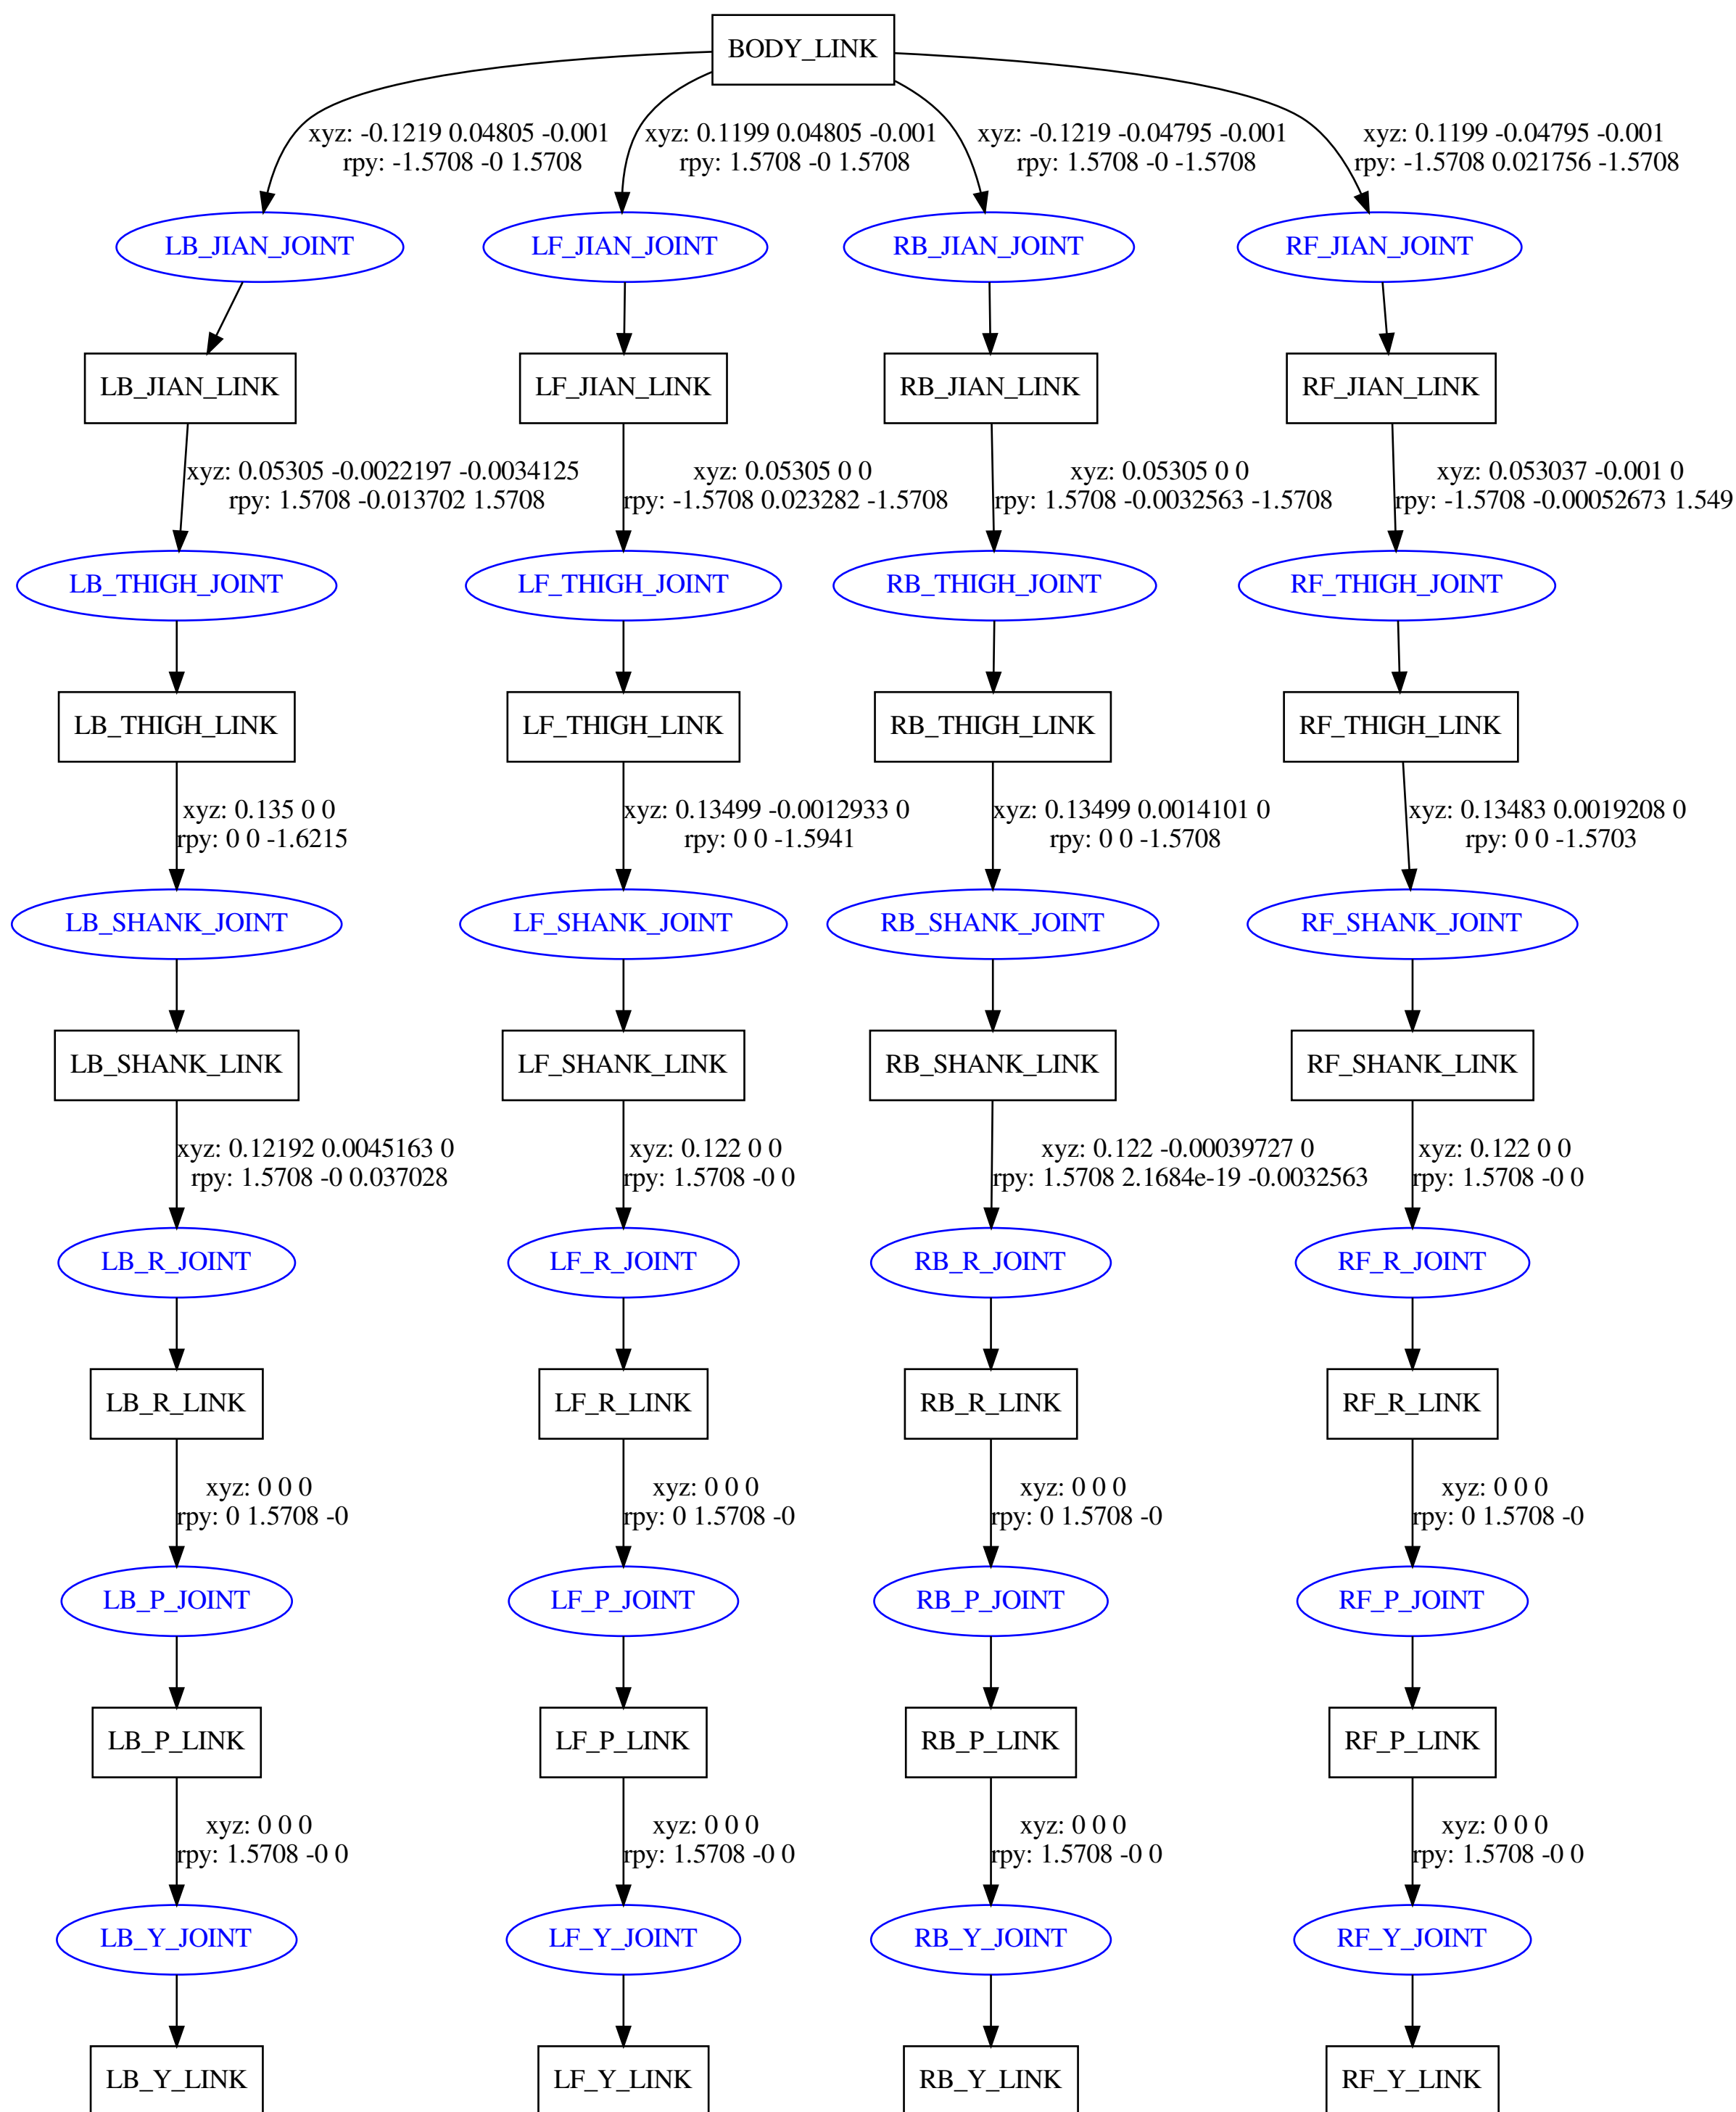 BODY_LINK
xyz: -0.1219 0.04805 -0.001
rpy: -1.5708 -0 1.5708
xyz: 0.1199 0.04805 -0.001
rpy: 1.5708 -0 1.5708
xyz: -0.1219 -0.04795 -0.001
rpy: 1.5708 -0 -1.5708
xyz: 0.1199 -0.04795 -0.001
rpy: -1.5708 0.021756 -1.5708
LB_JIAN_JOINT
LF_JIAN_JOINT
RB_JIAN_JOINT
RF_JIAN_JOINT
LB_JIAN_LINK
LF_JIAN_LINK
RB_JIAN_LINK
RF_JIAN_LINK
xyz: 0.05305 -0.0022197 -0.0034125
rpy: 1.5708 -0.013702 1.5708
xyz: 0.05305 0 0
rpy: -1.5708 0.023282 -1.5708
xyz: 0.05305 0 0
rpy: 1.5708 -0.0032563 -1.5708
xyz: 0.053037 -0.001 0
rpy: -1.5708 -0.00052673 1.549
LB_THIGH_JOINT
LF_THIGH_JOINT
RB_THIGH_JOINT
RF_THIGH_JOINT
LB_THIGH_LINK
LF_THIGH_LINK
RB_THIGH_LINK
RF_THIGH_LINK
xyz: 0.135 0 0
rpy: 0 0 -1.6215
xyz: 0.13499 -0.0012933 0
rpy: 0 0 -1.5941
xyz: 0.13499 0.0014101 0
rpy: 0 0 -1.5708
xyz: 0.13483 0.0019208 0
rpy: 0 0 -1.5703
LB_SHANK_JOINT
LF_SHANK_JOINT
RB_SHANK_JOINT
RF_SHANK_JOINT
LB_SHANK_LINK
LF_SHANK_LINK
RB_SHANK_LINK
RF_SHANK_LINK
xyz: 0.12192 0.0045163 0
rpy: 1.5708 -0 0.037028
xyz: 0.122 0 0
rpy: 1.5708 -0 0
xyz: 0.122 -0.00039727 0
rpy: 1.5708 2.1684e-19 -0.0032563
xyz: 0.122 0 0
rpy: 1.5708 -0 0
LB_R_JOINT
LF_R_JOINT
RB_R_JOINT
RF_R_JOINT
LB_R_LINK
LF_R_LINK
RB_R_LINK
RF_R_LINK
xyz: 0 0 0
rpy: 0 1.5708 -0
xyz: 0 0 0
rpy: 0 1.5708 -0
xyz: 0 0 0
rpy: 0 1.5708 -0
xyz: 0 0 0
rpy: 0 1.5708 -0
LB_P_JOINT
LF_P_JOINT
RB_P_JOINT
RF_P_JOINT
LB_P_LINK
LF_P_LINK
RB_P_LINK
RF_P_LINK
xyz: 0 0 0
rpy: 1.5708 -0 0
xyz: 0 0 0
rpy: 1.5708 -0 0
xyz: 0 0 0
rpy: 1.5708 -0 0
xyz: 0 0 0
rpy: 1.5708 -0 0
LB_Y_JOINT
LF_Y_JOINT
RB_Y_JOINT
RF_Y_JOINT
LB_Y_LINK
LF_Y_LINK
RB_Y_LINK
RF_Y_LINK